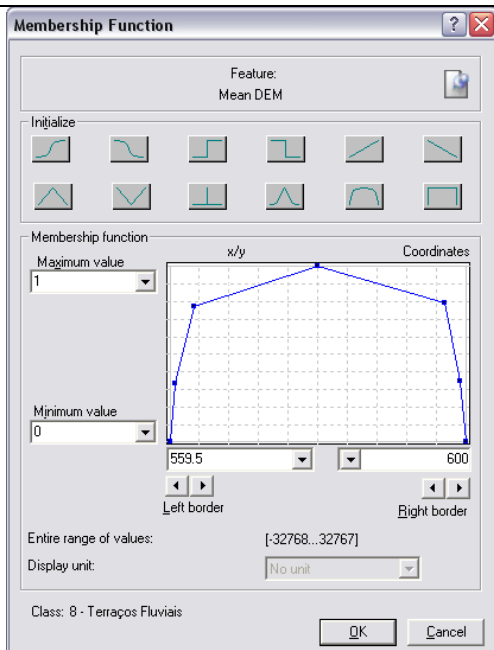 Membership Function
Feature:
Mean DEM
Initialize
Membership function
x/y
Coordinates
Maximum value
1
Minimum value
0
559.5
600
Left border
Right border
Entire range of values:
[-32768...32767]
Display unit:
No unit
Class: 8 - Terraços Fluviais
OK
Cancel